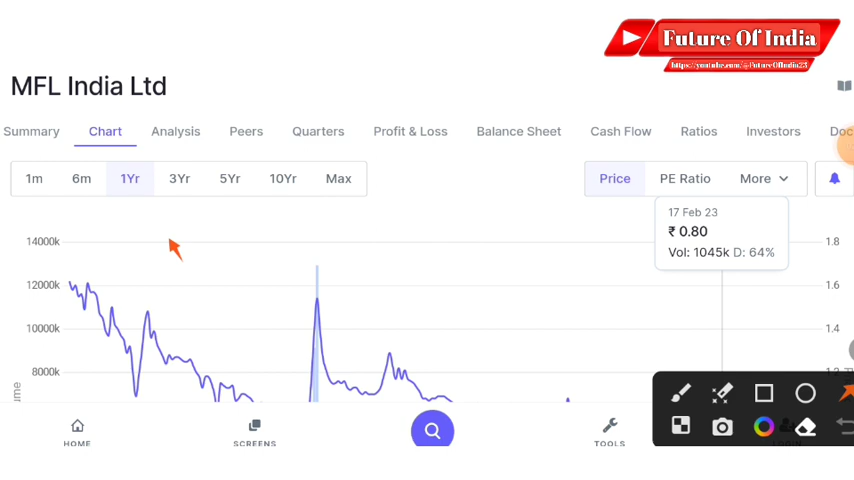 Future Of India
https://youtube.com/@FutureOfIndia23
MFL India Ltd
Summary Chart Analysis Peers Quarters Profit & Loss Balance Sheet Cash Flow Ratios Investors Doc
1m 6m 1Yr 3Yr 5Yr 10Yr Max Price PE Ratio More
17 Feb 23
₹ 0.80
Vol: 1045k D: 64%
14000k 1.8
12000k 1.6
10000k 1.4
8000k
ume
HOME SCREENS TOOLS